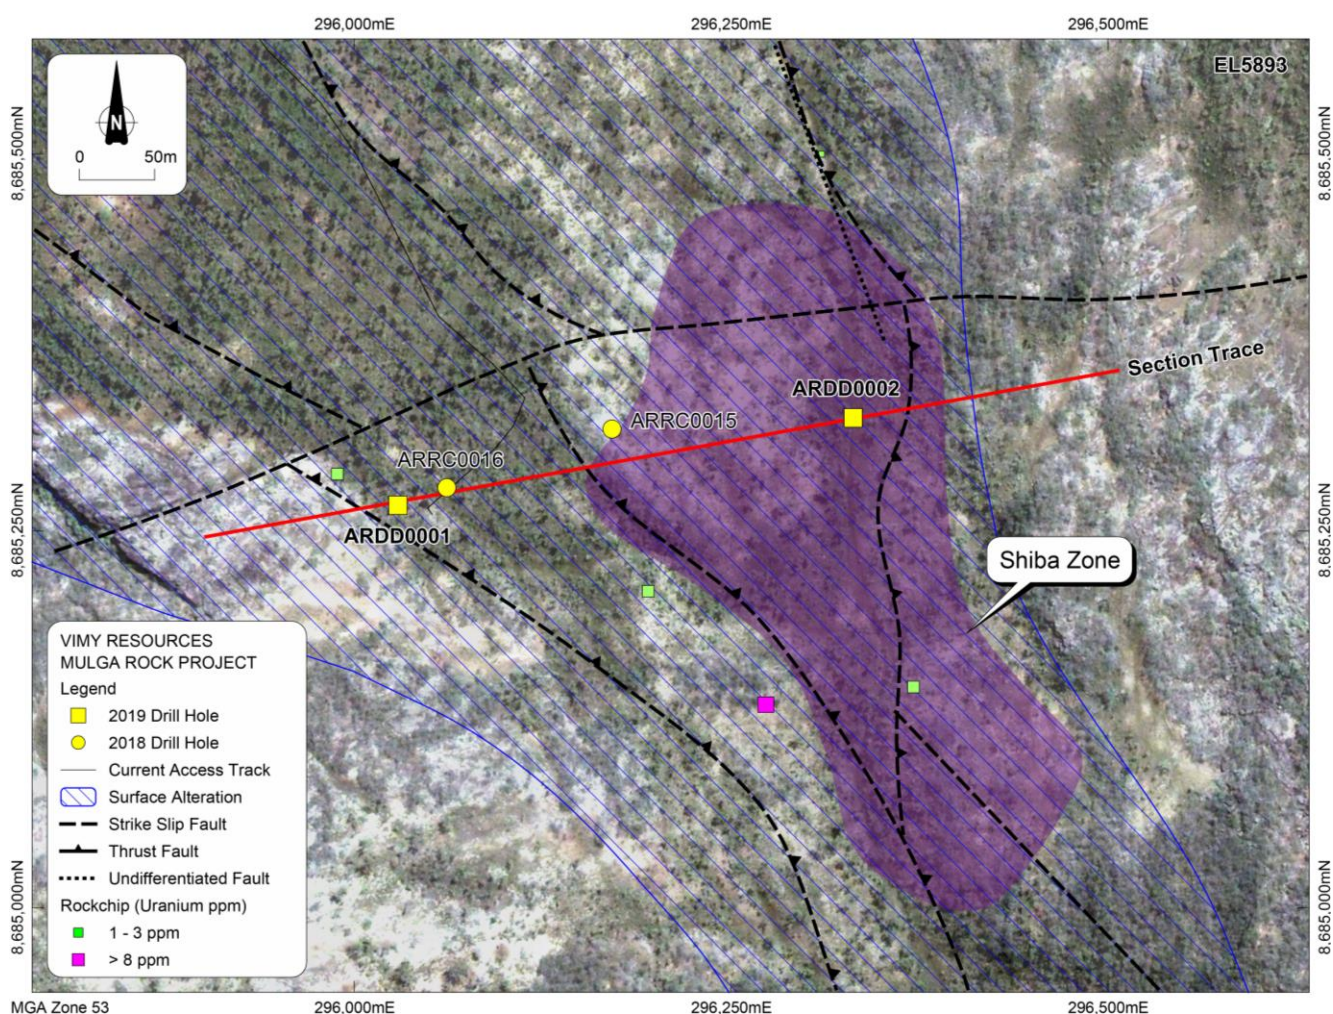 296,000mE
296,250mE
296,500mE
EL5893
N
0
50m
8,685,500mN
8,685,500mN
Section Trace
ARDD0002
ARRC0015
ARRC0016
ARDD0001
8,685,250mN
8,685,250mN
Shiba Zone
VIMY RESOURCES
MULGA ROCK PROJECT
Legend
2019 Drill Hole
2018 Drill Hole
Current Access Track
Surface Alteration
Strike Slip Fault
Thrust Fault
Undifferentiated Fault
Rockchip (Uranium ppm)
1 - 3 ppm
> 8 ppm
8,685,000mN
8,685,000mN
MGA Zone 53
296,000mE
296,250mE
296,500mE